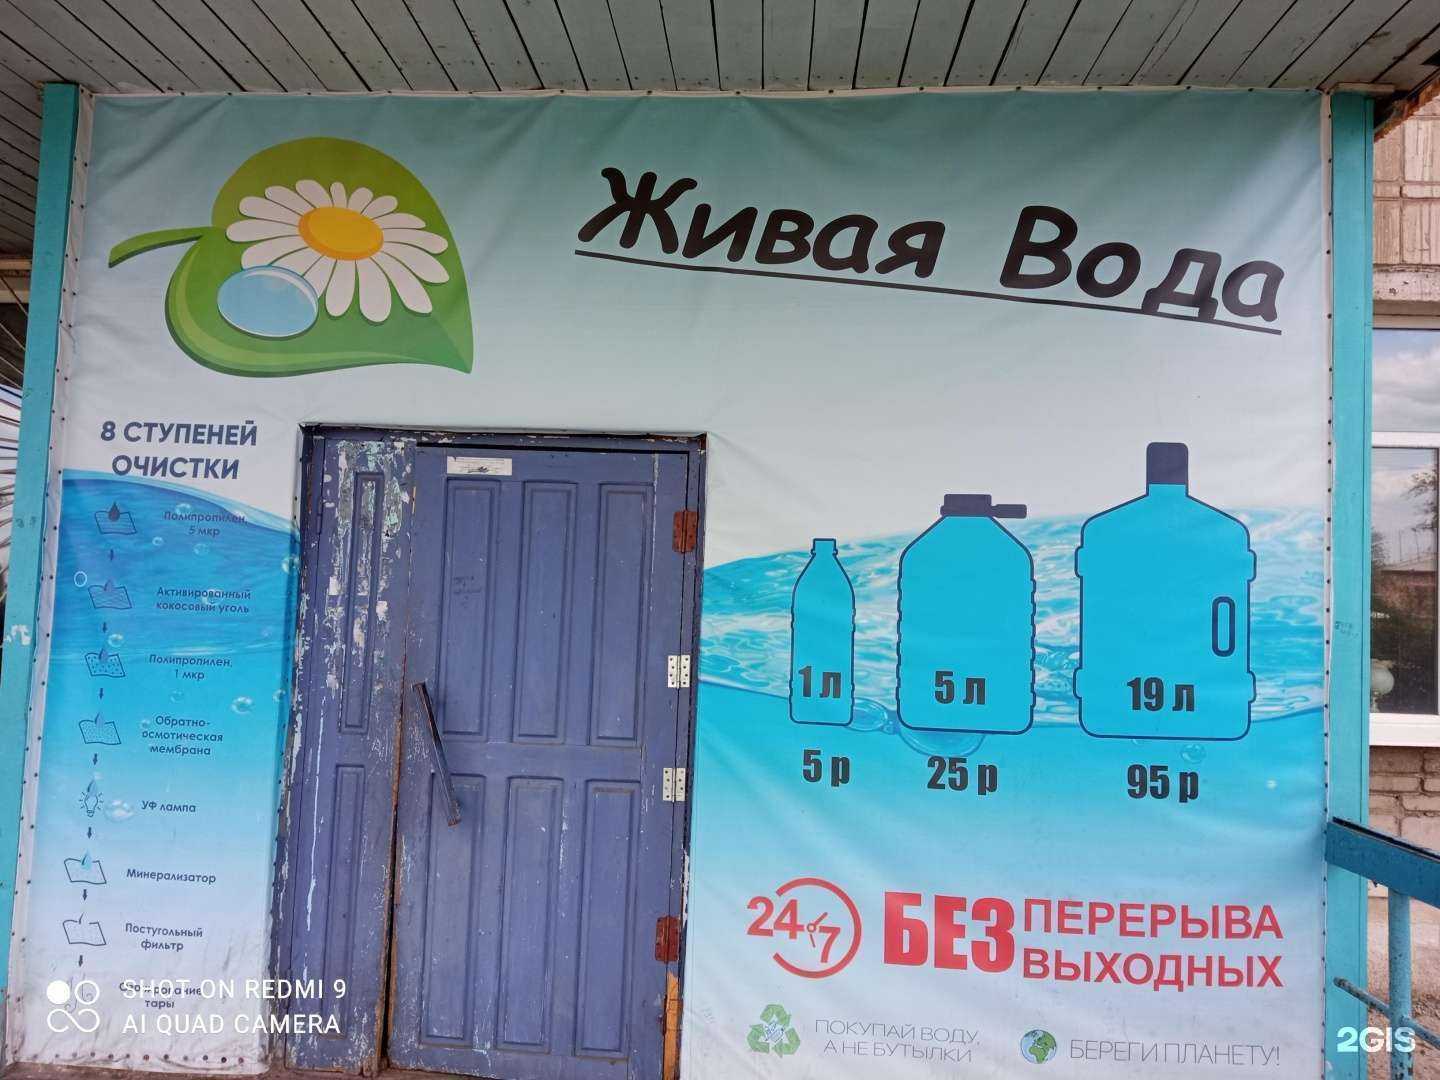 Живая Вода
8 СТУПЕНЕЙ
ОЧИСТКИ
Полипропилен,
5 мкр
Активированный
кокосовый уголь
Полипропилен,
1 мкр
Обратно-
осмотическая
мембрана
УФ лампа
Минерализатор
Постугольный
фильтр
тары
1 л
5 л
19 л
5 р
25 р
95 р
24 7
БЕЗ ПЕРЕРЫВА
ВЫХОДНЫХ
ПОКУПАЙ ВОДУ,
А НЕ БУТЫЛКИ
БЕРЕГИ ПЛАНЕТУ!
SHOT ON REDMI 9
AI QUAD CAMERA
2GIS